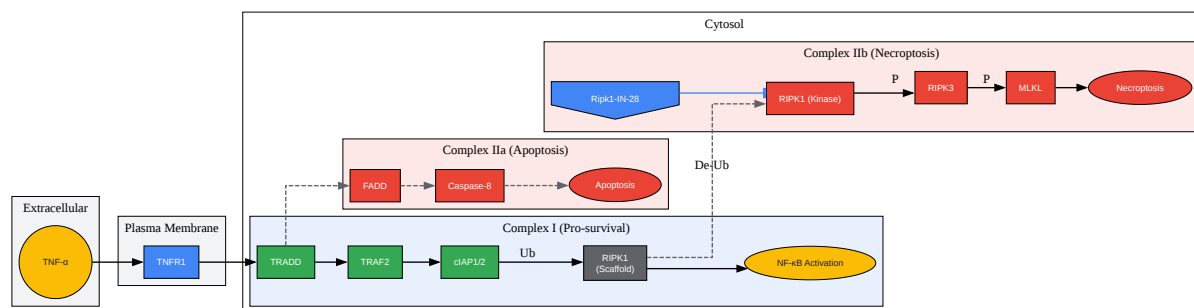 Cytosol
Complex IIb (Necroptosis)
Ripk1-IN-28
RIPK1 (Kinase)
P
RIPK3
P
MLKL
Necroptosis
De-Ub
Complex IIa (Apoptosis)
FADD
Caspase-8
Apoptosis
Extracellular
TNF-α
Plasma Membrane
TNFR1
Complex I (Pro-survival)
TRADD
TRAF2
cIAP1/2
Ub
RIPK1
(Scaffold)
NF-κB Activation